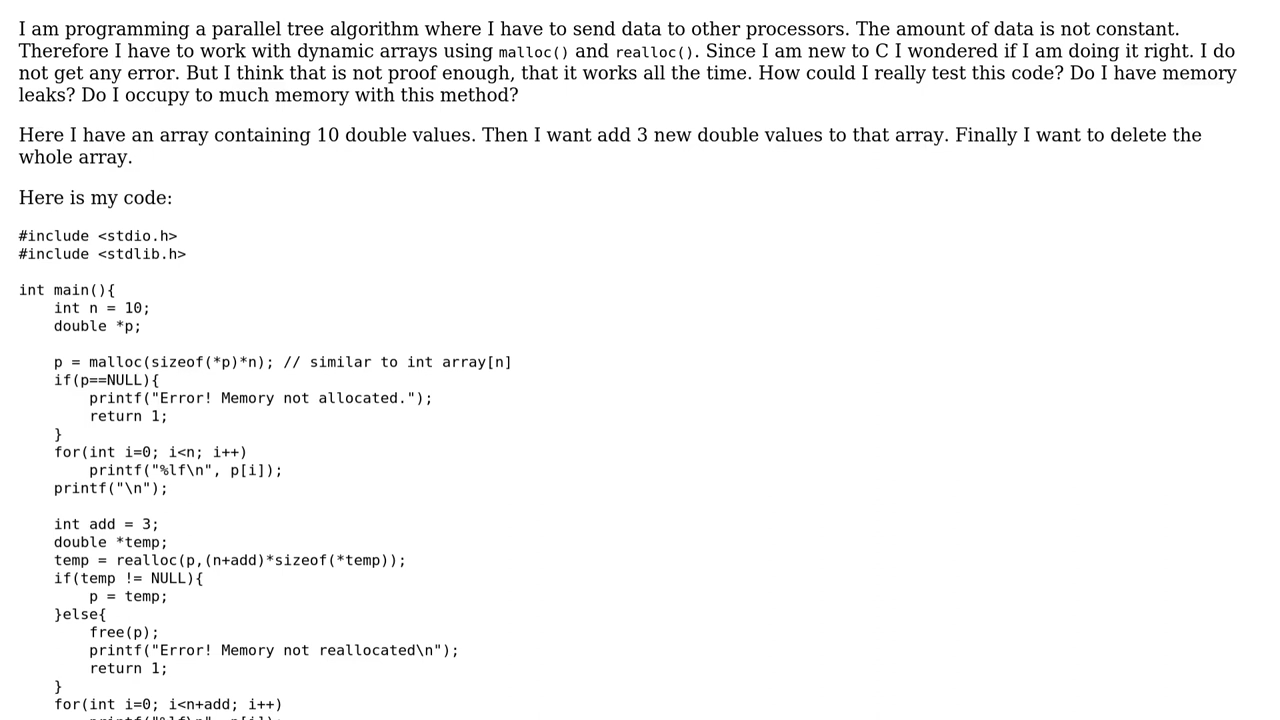 I am programming a parallel tree algorithm where I have to send data to other processors. The amount of data is not constant.
Therefore I have to work with dynamic arrays using malloc() and realloc(). Since I am new to C I wondered if I am doing it right. I do
not get any error. But I think that is not proof enough, that it works all the time. How could I really test this code? Do I have memory
leaks? Do I occupy to much memory with this method?
Here I have an array containing 10 double values. Then I want add 3 new double values to that array. Finally I want to delete the
whole array.
Here is my code:
#include <stdio.h>
#include <stdlib.h>
int main(){
    int n = 10;
    double *p;
    p = malloc(sizeof(*p)*n); // similar to int array[n]
    if(p==NULL){
        printf("Error! Memory not allocated.");
        return 1;
    }
    for(int i=0; i<n; i++)
        printf("%lf\n", p[i]);
    printf("\n");
    int add = 3;
    double *temp;
    temp = realloc(p,(n+add)*sizeof(*temp));
    if(temp != NULL){
        p = temp;
    }else{
        free(p);
        printf("Error! Memory not reallocated\n");
        return 1;
    }
    for(int i=0; i<n+add; i++)